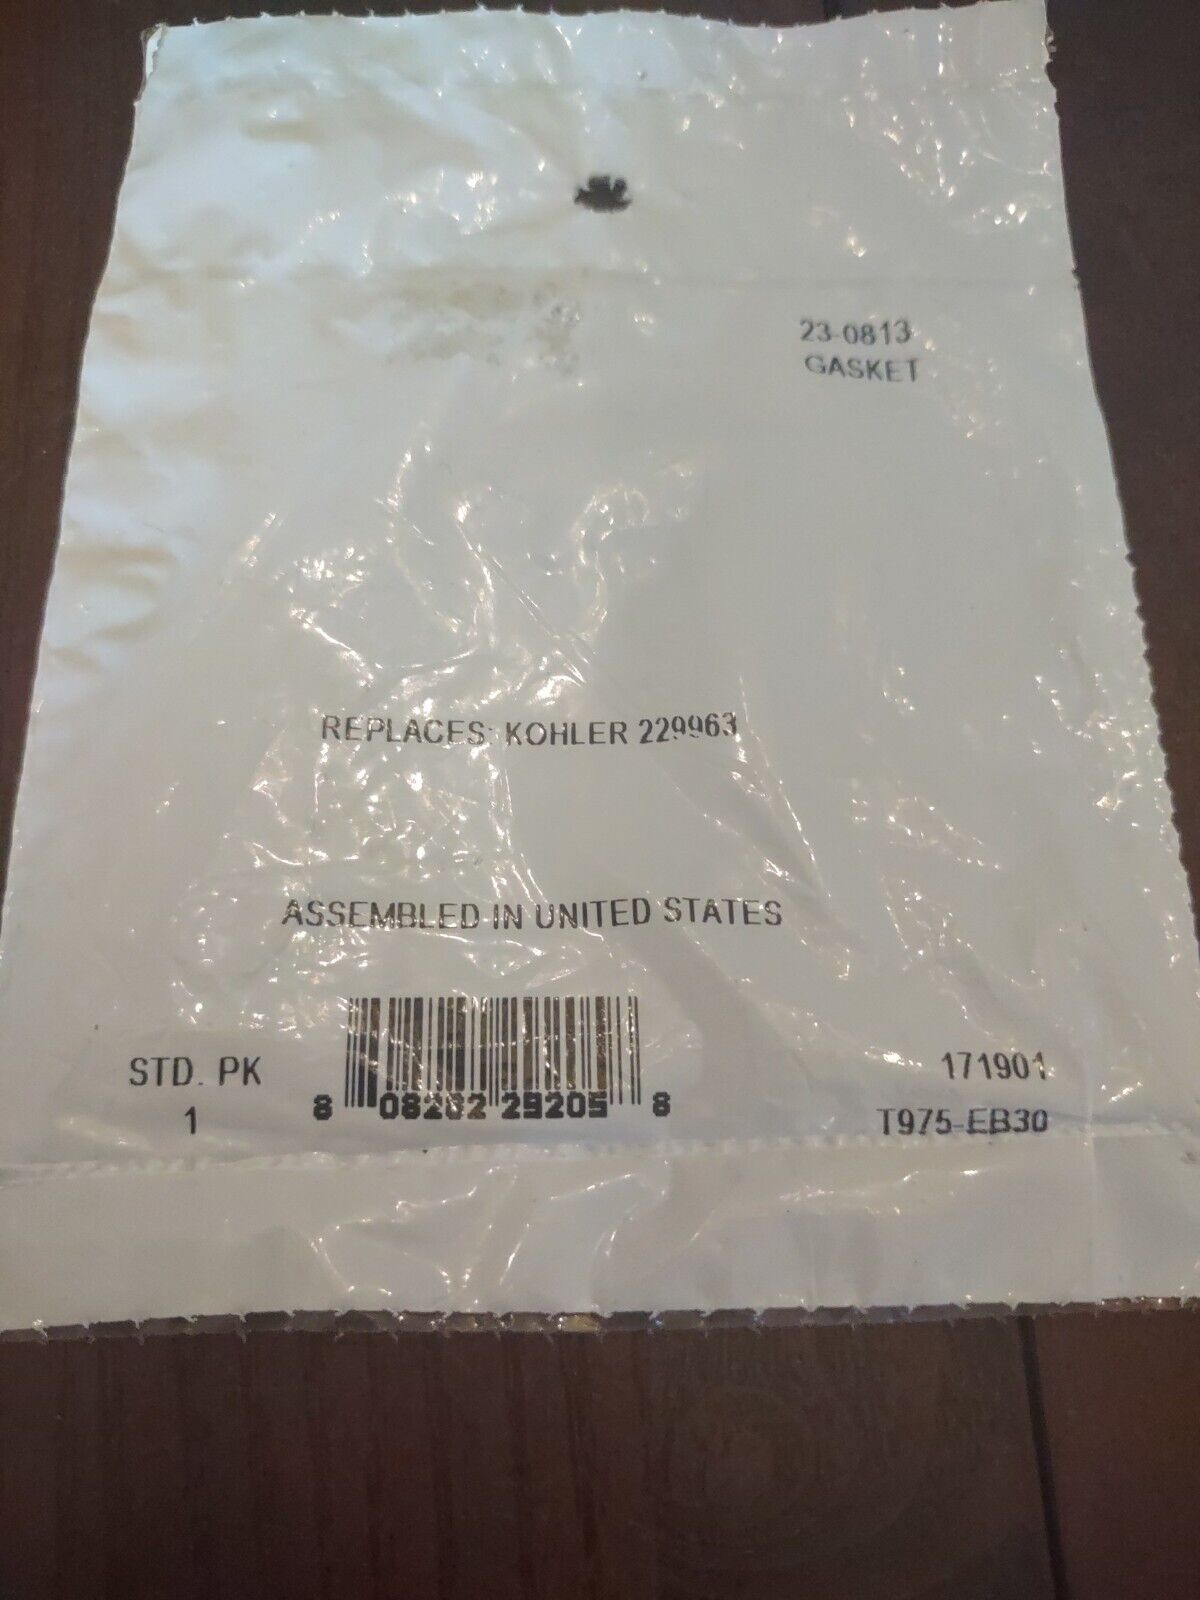 23-0813
GASKET
REPLACES: KOHLER 229963
ASSEMBLED IN UNITED STATES
STD. PK
1
8 08202 29205 8
171901
T975-EB30